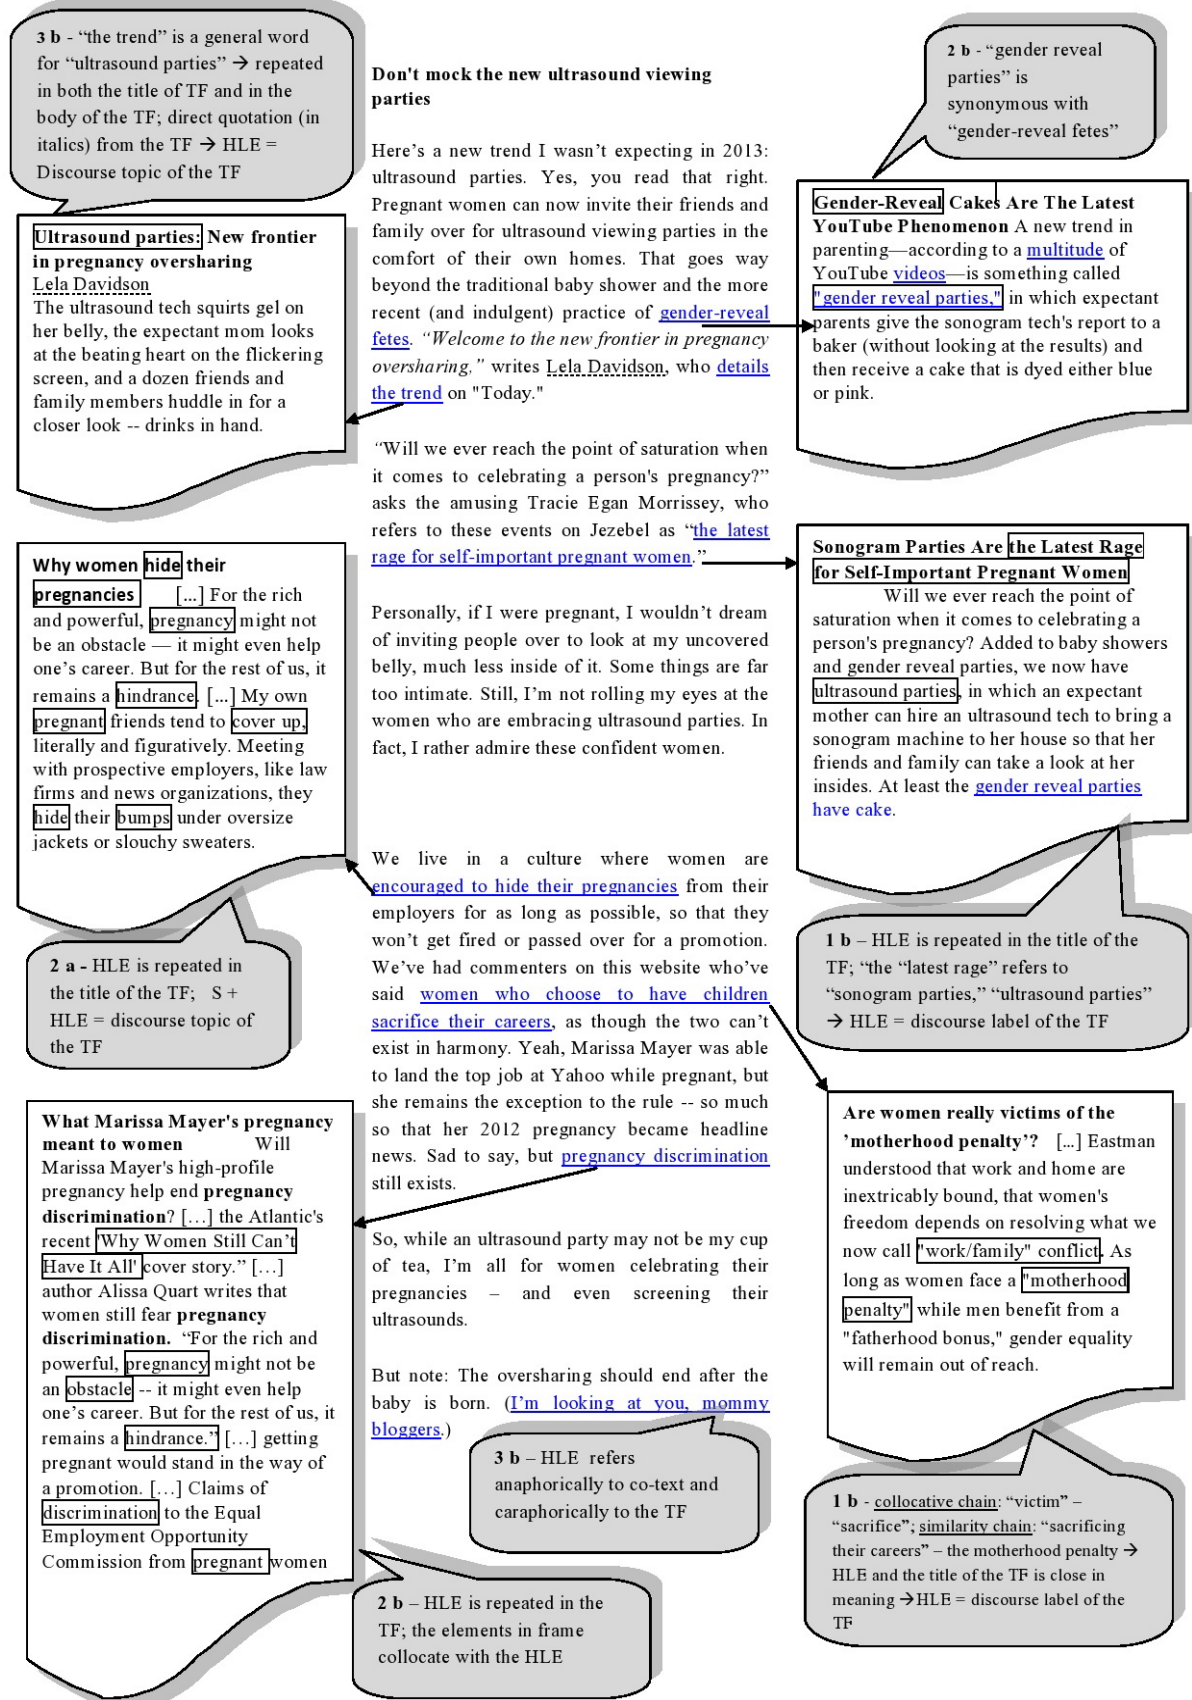 3 b - “the trend” is a general word
for “ultrasound parties” → repeated
in both the title of TF and in the
body of the TF; direct quotation (in
italics) from the TF → HLE =
Discourse topic of the TF
Ultrasound parties: New frontier
in pregnancy oversharing
Lela Davidson
The ultrasound tech squirts gel on
her belly, the expectant mom looks
at the beating heart on the flickering
screen, and a dozen friends and
family members huddle in for a
closer look -- drinks in hand.
Why women hide their
pregnancies [...] For the rich
and powerful, pregnancy might not
be an obstacle — it might even help
one’s career. But for the rest of us, it
remains a hindrance. [...] My own
pregnant friends tend to cover up,
literally and figuratively. Meeting
with prospective employers, like law
firms and news organizations, they
hide their bumps under oversize
jackets or slouchy sweaters.
2 a - HLE is repeated in
the title of the TF; S +
HLE = discourse topic of
the TF
What Marissa Mayer's pregnancy
meant to women Will
Marissa Mayer's high-profile
pregnancy help end pregnancy
discrimination? [...] the Atlantic's
recent 'Why Women Still Can’t
Have It All' cover story.” [...]
author Alissa Quart writes that
women still fear pregnancy
discrimination. “For the rich and
powerful, pregnancy might not be
an obstacle -- it might even help
one’s career. But for the rest of us, it
remains a hindrance.” [...] getting
pregnant would stand in the way of
a promotion. [...] Claims of
discrimination to the Equal
Employment Opportunity
Commission from pregnant women
Don't mock the new ultrasound viewing
parties
Here’s a new trend I wasn’t expecting in 2013:
ultrasound parties. Yes, you read that right.
Pregnant women can now invite their friends and
family over for ultrasound viewing parties in the
comfort of their own homes. That goes way
beyond the traditional baby shower and the more
recent (and indulgent) practice of gender-reveal
fetes. “Welcome to the new frontier in pregnancy
oversharing,” writes Lela Davidson, who details
the trend on "Today."
“Will we ever reach the point of saturation when
it comes to celebrating a person's pregnancy?”
asks the amusing Tracie Egan Morrissey, who
refers to these events on Jezebel as “the latest
rage for self-important pregnant women.”
Personally, if I were pregnant, I wouldn’t dream
of inviting people over to look at my uncovered
belly, much less inside of it. Some things are far
too intimate. Still, I’m not rolling my eyes at the
women who are embracing ultrasound parties. In
fact, I rather admire these confident women.
We live in a culture where women are
encouraged to hide their pregnancies from their
employers for as long as possible, so that they
won’t get fired or passed over for a promotion.
We’ve had commenters on this website who’ve
said women who choose to have children
sacrifice their careers, as though the two can’t
exist in harmony. Yeah, Marissa Mayer was able
to land the top job at Yahoo while pregnant, but
she remains the exception to the rule -- so much
so that her 2012 pregnancy became headline
news. Sad to say, but pregnancy discrimination
still exists.
So, while an ultrasound party may not be my cup
of tea, I’m all for women celebrating their
pregnancies – and even screening their
ultrasounds.
But note: The oversharing should end after the
baby is born. (I’m looking at you, mommy
bloggers.)
3 b – HLE refers
anaphorically to co-text and
caraphorically to the TF
2 b – HLE is repeated in the
TF; the elements in frame
collocate with the HLE
2 b - “gender reveal
parties” is
synonymous with
“gender-reveal fetes”
Gender-Reveal Cakes Are The Latest
YouTube Phenomenon A new trend in
parenting—according to a multitude of
YouTube videos—is something called
"gender reveal parties," in which expectant
parents give the sonogram tech's report to a
baker (without looking at the results) and
then receive a cake that is dyed either blue
or pink.
Sonogram Parties Are the Latest Rage
for Self-Important Pregnant Women
Will we ever reach the point of
saturation when it comes to celebrating a
person's pregnancy? Added to baby showers
and gender reveal parties, we now have
ultrasound parties, in which an expectant
mother can hire an ultrasound tech to bring a
sonogram machine to her house so that her
friends and family can take a look at her
insides. At least the gender reveal parties
have cake.
1 b – HLE is repeated in the title of the
TF; “the “latest rage” refers to
“sonogram parties,” “ultrasound parties”
→ HLE = discourse label of the TF
Are women really victims of the
’motherhood penalty’? [...] Eastman
understood that work and home are
inextricably bound, that women's
freedom depends on resolving what we
now call "work/family" conflict. As
long as women face a "motherhood
penalty" while men benefit from a
"fatherhood bonus," gender equality
will remain out of reach.
1 b - collocative chain: “victim” –
“sacrifice”; similarity chain: “sacrificing
their careers” – the motherhood penalty →
HLE and the title of the TF is close in
meaning →HLE = discourse label of the
TF